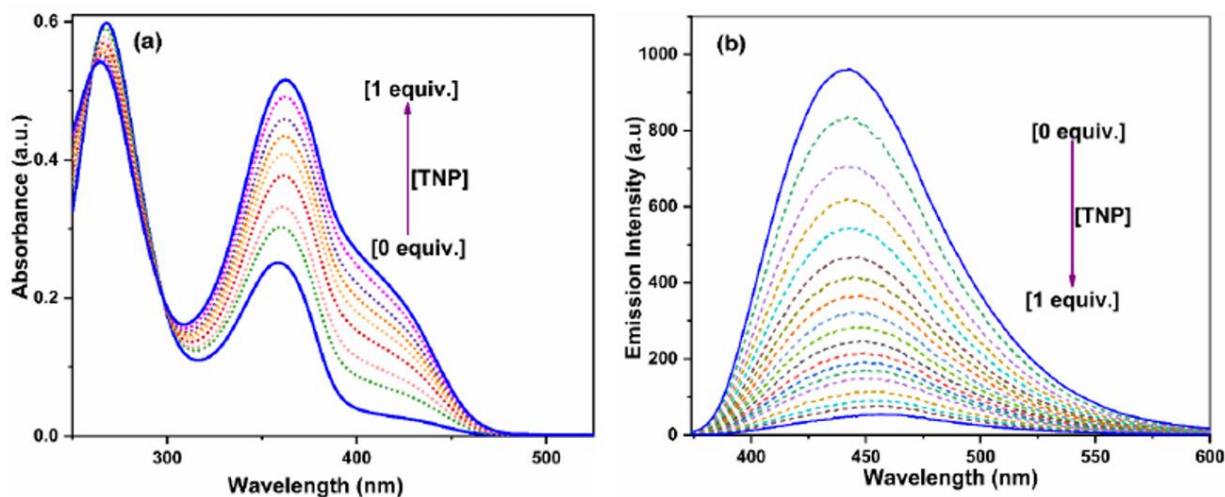 (a)
[1 equiv.]
[TNP]
[0 equiv.]
0.6
0.4
0.2
0.0
Absorbance (a.u.)
300
400
500
Wavelength (nm)
(b)
[0 equiv.]
[TNP]
[1 equiv.]
1000
800
600
400
200
0
Emission Intensity (a.u)
400
450
500
550
600
Wavelength (nm)